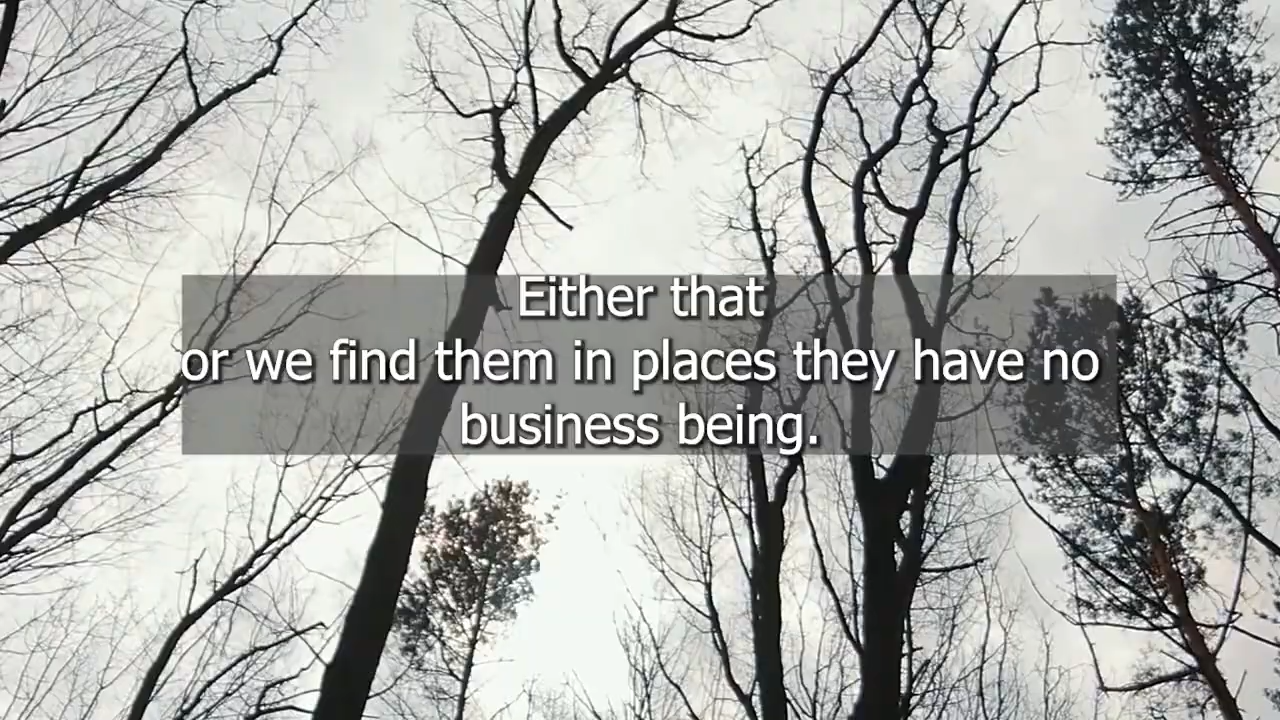 Either that
or we find them in places they have no
business being.